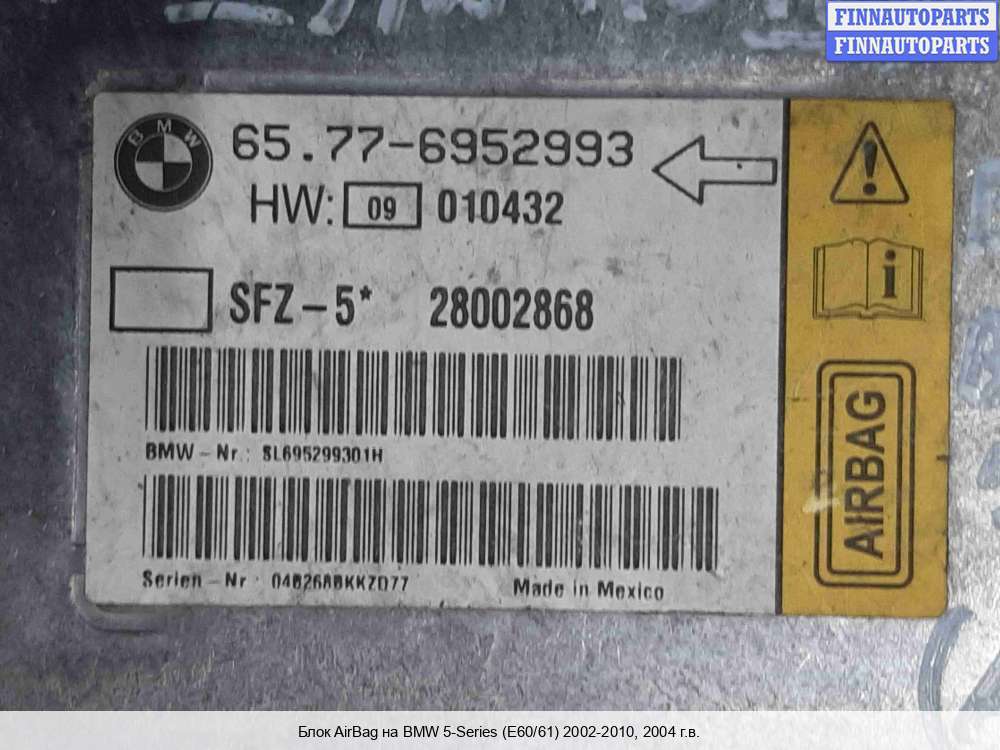 FINNAUTOPARTS
FINNAUTOPARTS
BMW
65.77-6952993
HW: 09 010432
SFZ-5* 28002868
BMW-Nr.: SL695299301H
Serien-Nr: 
Made in Mexico
AIRBAG
Блок AirBag на BMW 5-Series (E60/61) 2002-2010, 2004 г.в.